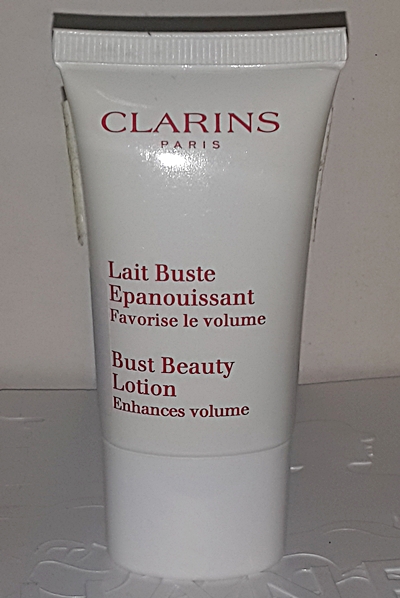 CLARINS
PARIS
Lait Buste
Epanouissant
Favorise le volume
Bust Beauty
Lotion
Enhances volume